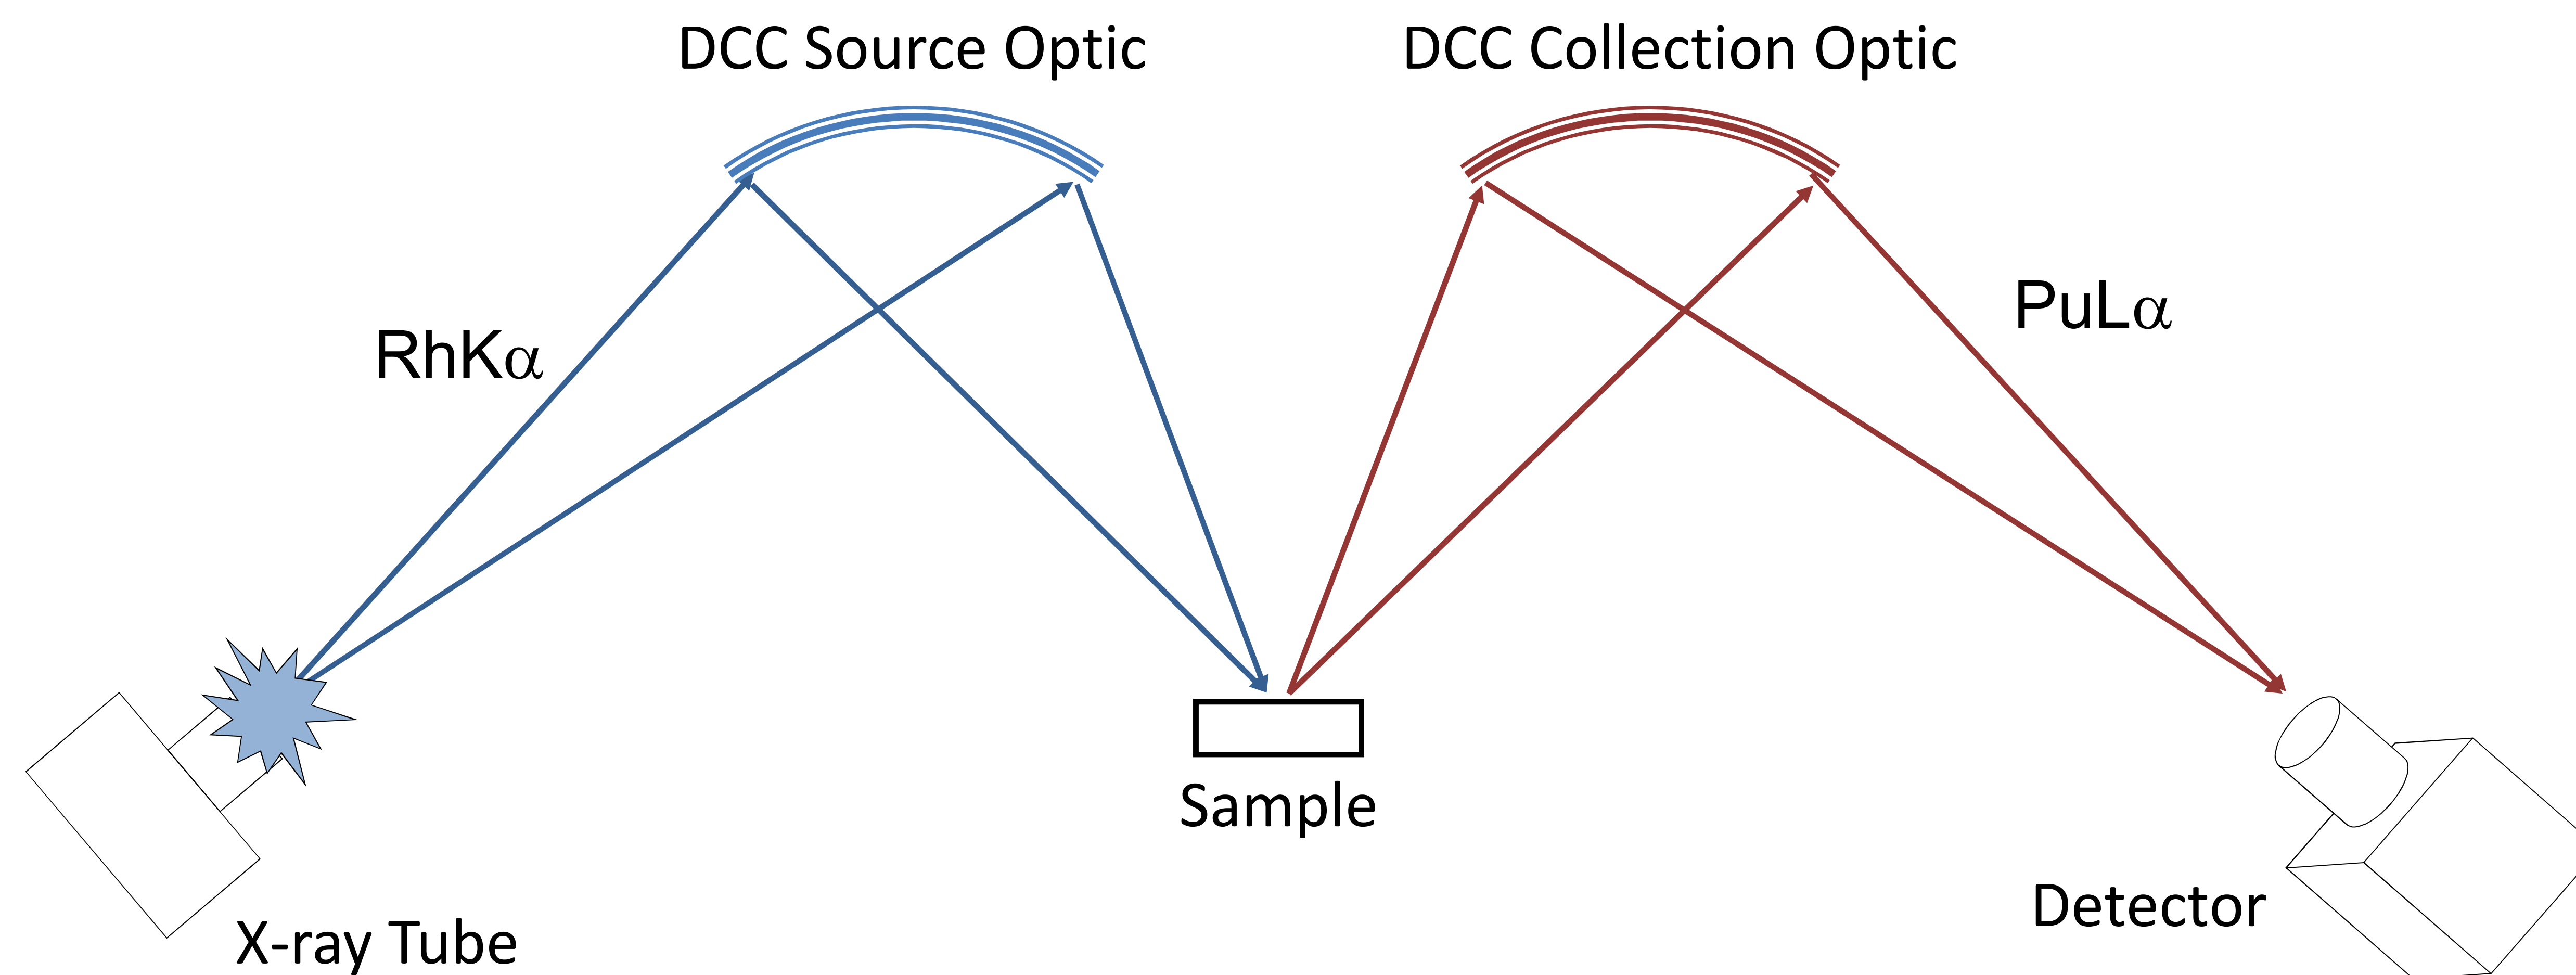 DCC Source Optic
DCC Collection Optic
RhKα
PuLα
Sample
Detector
X-ray Tube